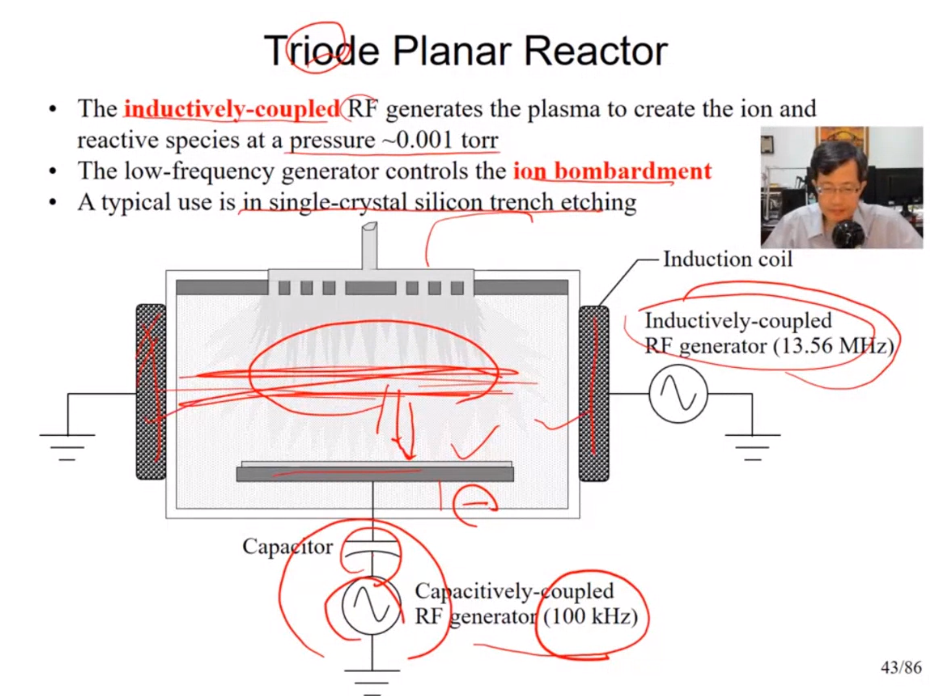 Triode Planar Reactor
• The inductively-coupled RF generates the plasma to create the ion and
reactive species at a pressure ~0.001 torr
• The low-frequency generator controls the ion bombardment
• A typical use is in single-crystal silicon trench etching
Induction coil
Inductively-coupled
RF generator (13.56 MHz)
Capacitor
Capacitively-coupled
RF generator (100 kHz)
43/86